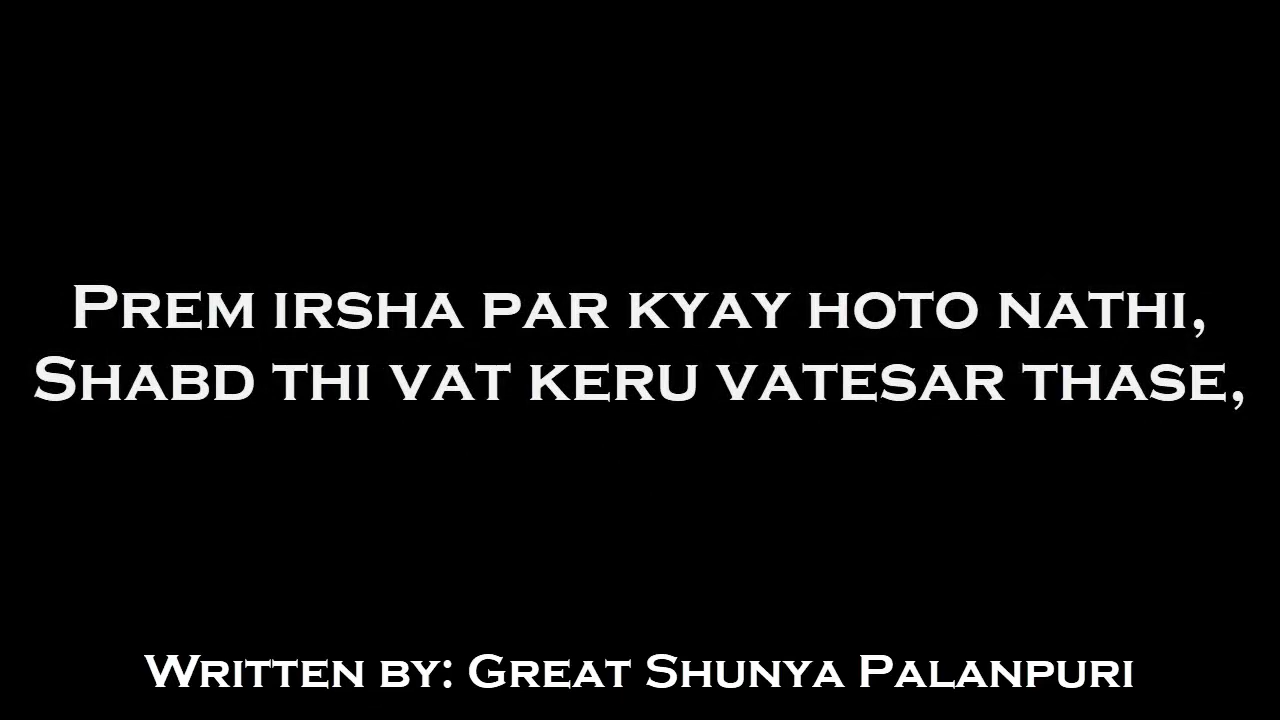 Prem irsha par kyay hoto nathi,
Shabd thi vat keru vatesar thase,
Written by: Great Shunya Palanpuri